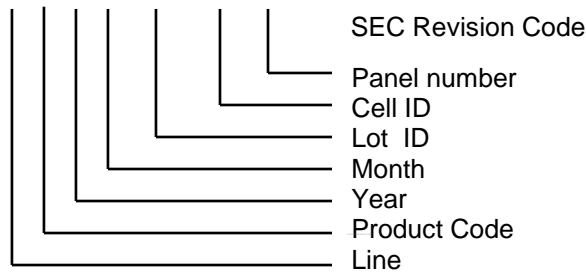 SEC Revision Code
Panel number
Cell ID
Lot ID
Month
Year
Product Code
Line